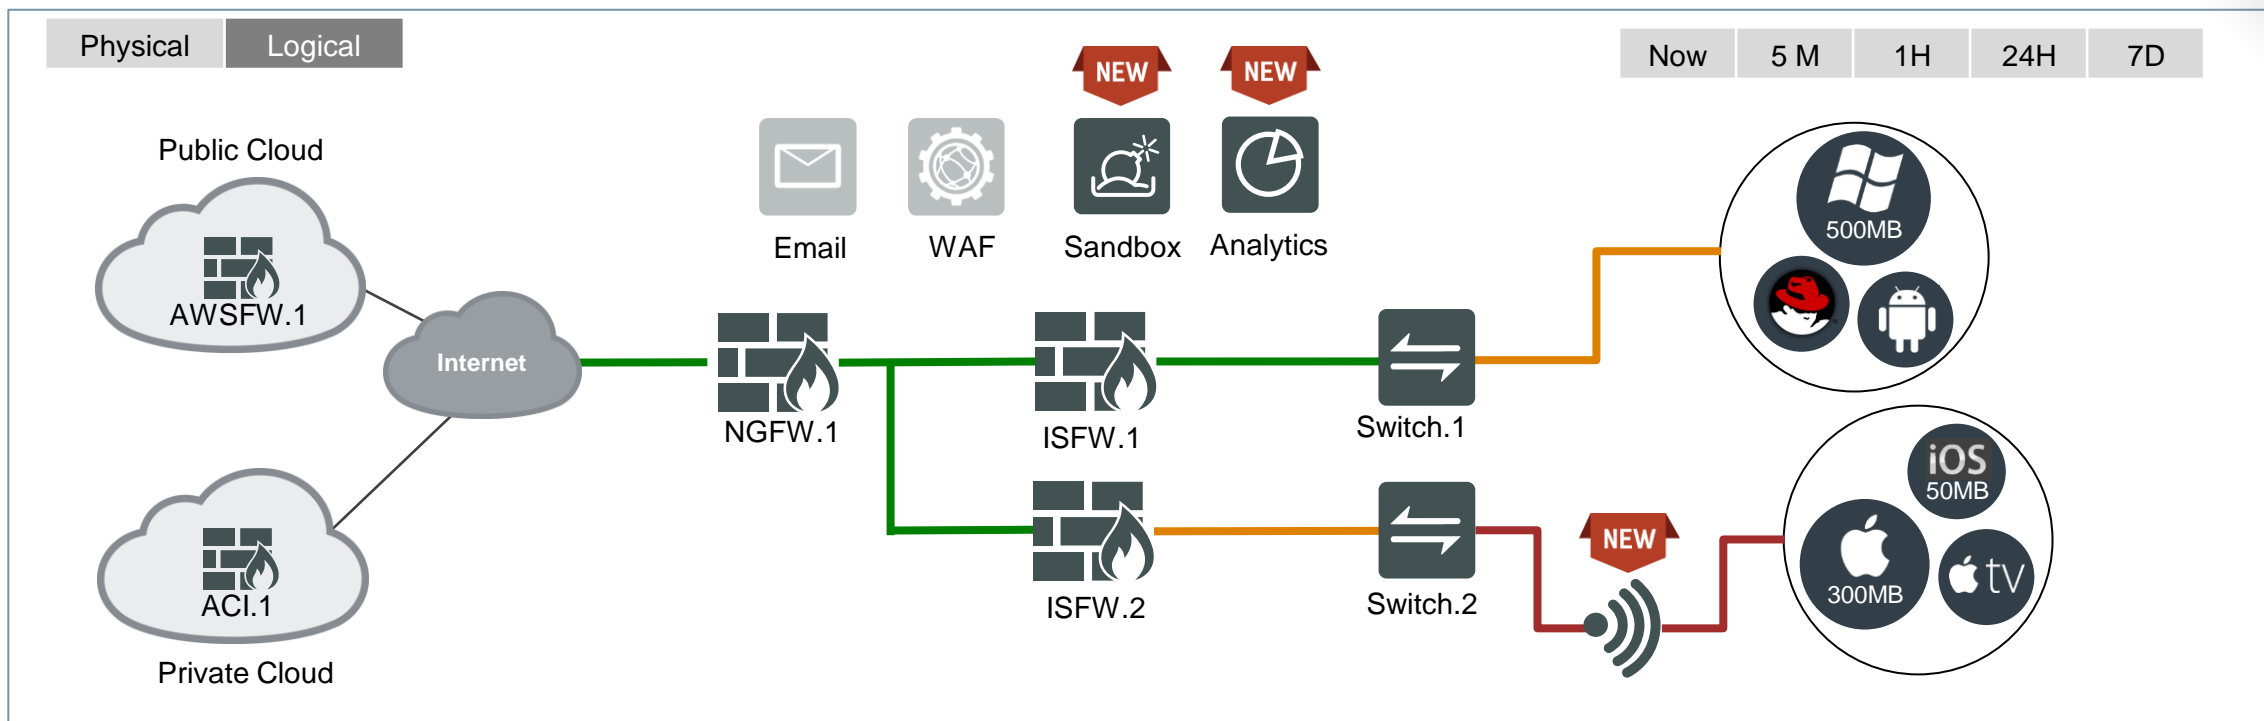 Physical
Logical
Now
5 M
1H
24H
7D
NEW
NEW
Public Cloud
AWSFW.1
Email
WAF
Sandbox
Analytics
500MB
Internet
NGFW.1
ISFW.1
Switch.1
iOS
50MB
NEW
300MB
tv
ACI.1
ISFW.2
Switch.2
Private Cloud